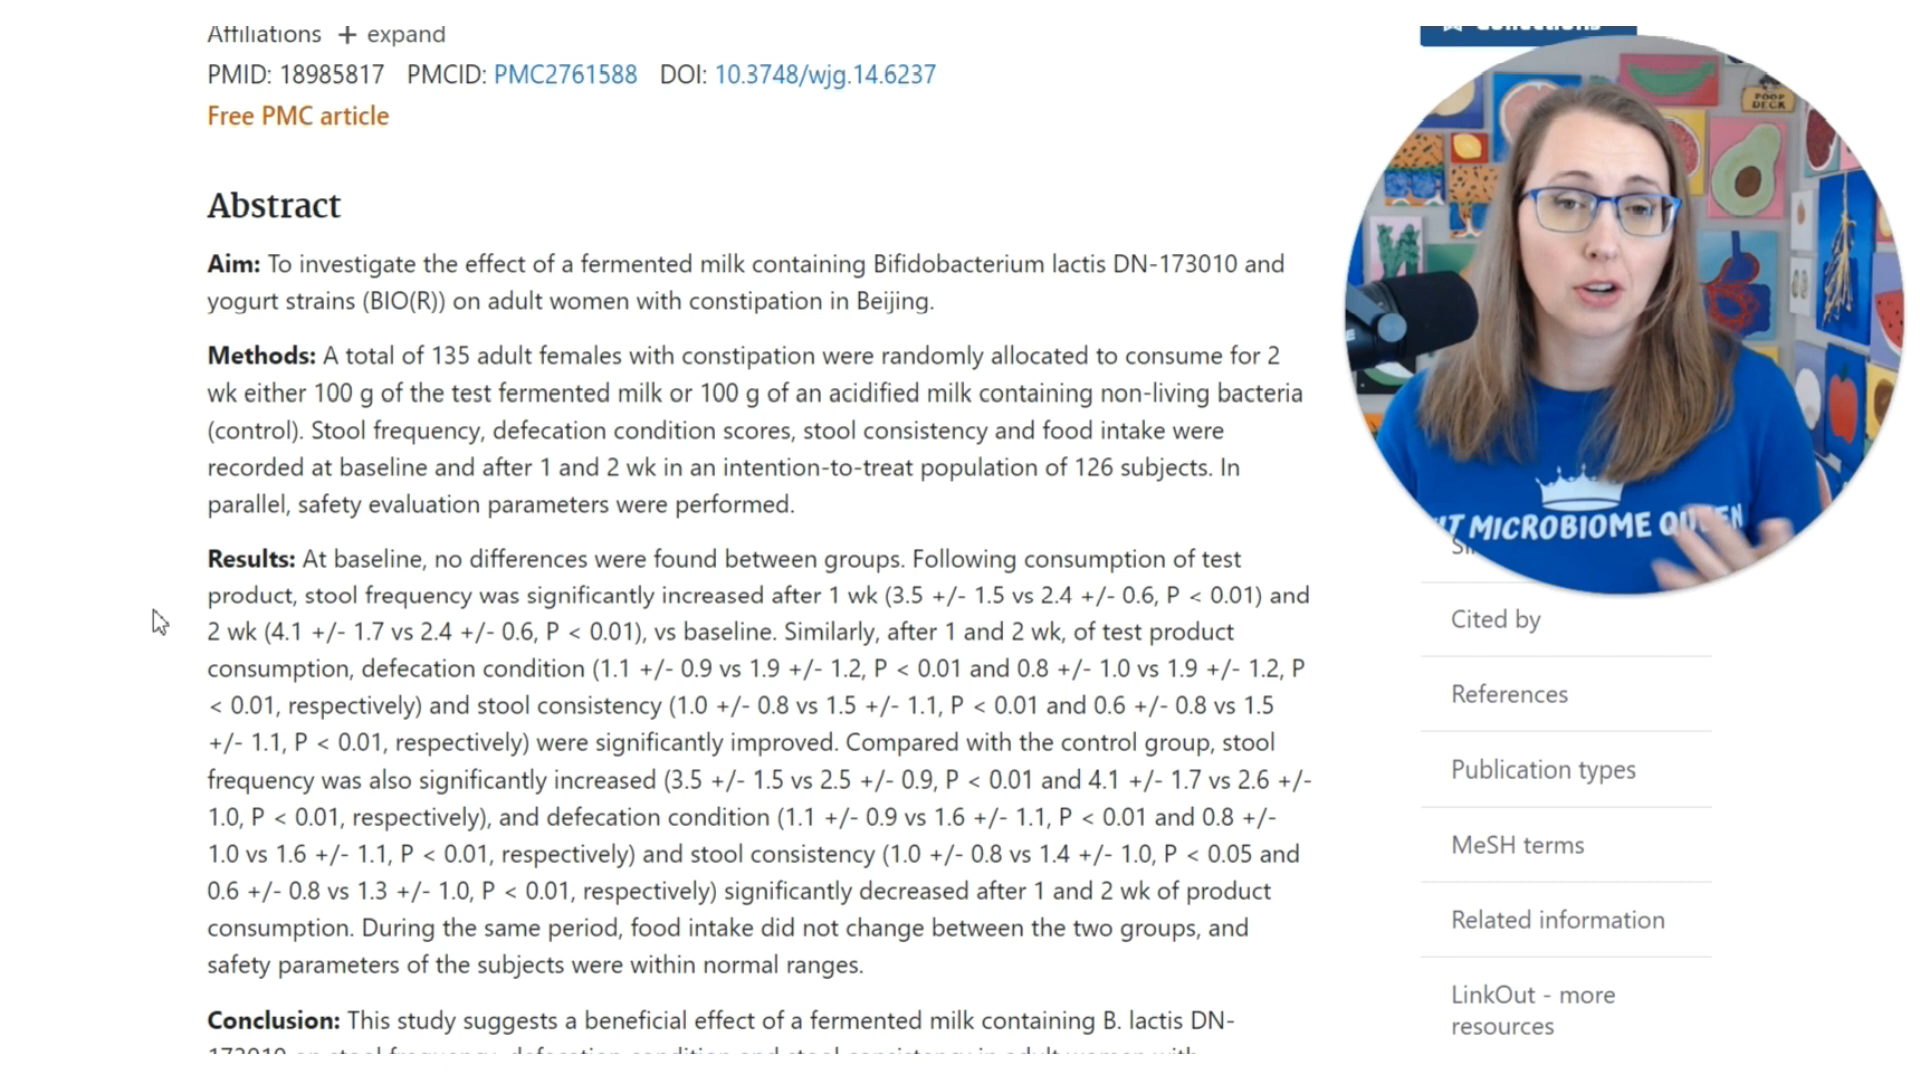 Affiliations + expand
PMID: 18985817 PMCID: PMC2761588 DOI: 10.3748/wjg.14.6237
Free PMC article
Abstract
Aim: To investigate the effect of a fermented milk containing Bifidobacterium lactis DN-173010 and
yogurt strains (BIO(R)) on adult women with constipation in Beijing.
Methods: A total of 135 adult females with constipation were randomly allocated to consume for 2
wk either 100 g of the test fermented milk or 100 g of an acidified milk containing non-living bacteria
(control). Stool frequency, defecation condition scores, stool consistency and food intake were
recorded at baseline and after 1 and 2 wk in an intention-to-treat population of 126 subjects. In
parallel, safety evaluation parameters were performed.
Results: At baseline, no differences were found between groups. Following consumption of test
product, stool frequency was significantly increased after 1 wk (3.5 +/- 1.5 vs 2.4 +/- 0.6, P < 0.01) and
2 wk (4.1 +/- 1.7 vs 2.4 +/- 0.6, P < 0.01), vs baseline. Similarly, after 1 and 2 wk, of test product
consumption, defecation condition (1.1 +/- 0.9 vs 1.9 +/- 1.2, P < 0.01 and 0.8 +/- 1.0 vs 1.9 +/- 1.2, P
< 0.01, respectively) and stool consistency (1.0 +/- 0.8 vs 1.5 +/- 1.1, P < 0.01 and 0.6 +/- 0.8 vs 1.5
+/- 1.1, P < 0.01, respectively) were significantly improved. Compared with the control group, stool
frequency was also significantly increased (3.5 +/- 1.5 vs 2.5 +/- 0.9, P < 0.01 and 4.1 +/- 1.7 vs 2.6 +/-
1.0, P < 0.01, respectively), and defecation condition (1.1 +/- 0.9 vs 1.6 +/- 1.1, P < 0.01 and 0.8 +/-
1.0 vs 1.6 +/- 1.1, P < 0.01, respectively) and stool consistency (1.0 +/- 0.8 vs 1.4 +/- 1.0, P < 0.05 and
0.6 +/- 0.8 vs 1.3 +/- 1.0, P < 0.01, respectively) significantly decreased after 1 and 2 wk of product
consumption. During the same period, food intake did not change between the two groups, and
safety parameters of the subjects were within normal ranges.
Conclusion: This study suggests a beneficial effect of a fermented milk containing B. lactis DN-
173010 on stool frequency, defecation condition and stool consistency in adult women with
POOP
DECK
MICROBIOME QUEEN
Cited by
References
Publication types
MeSH terms
Related information
LinkOut - more
resources